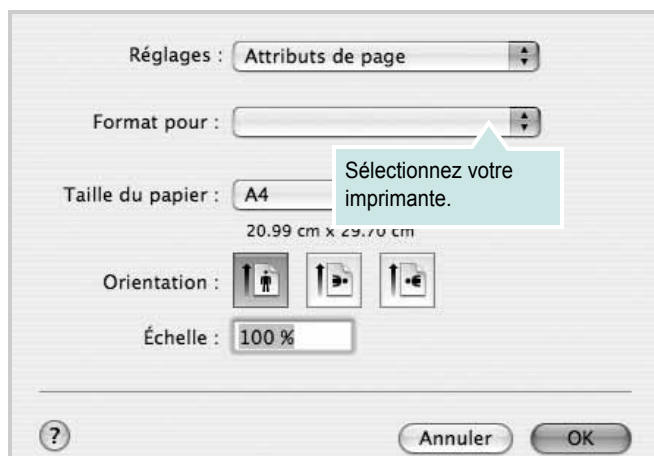 Réglages : Attributs de page
Format pour :
Sélectionnez votre
imprimante.
Taille du papier : A4
20.99 cm x 29.70 cm
Orientation :
Échelle : 100 %
? Annuler OK